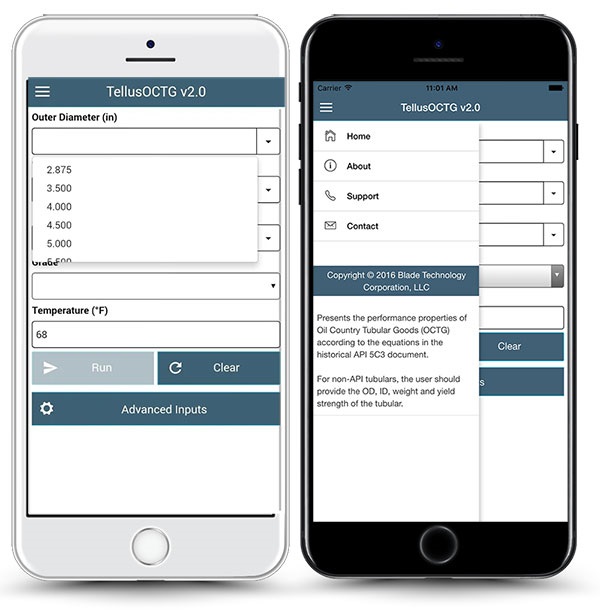 TellusOCTG v2.0
Outer Diameter (in)
2.875
3.500
4.000
4.500
5.000
5.500
Grade
Temperature (°F)
68
Run
Clear
Advanced Inputs
Carrier
11:01 AM
TellusOCTG v2.0
Home
About
Support
Contact
Copyright © 2016 Blade Technology
Corporation, LLC
Presents the performance properties of
Oil Country Tubular Goods (OCTG)
according to the equations in the
historical API 5C3 document.
For non-API tubulars, the user should
provide the OD, ID, weight and yield
strength of the tubular.
Clear
s